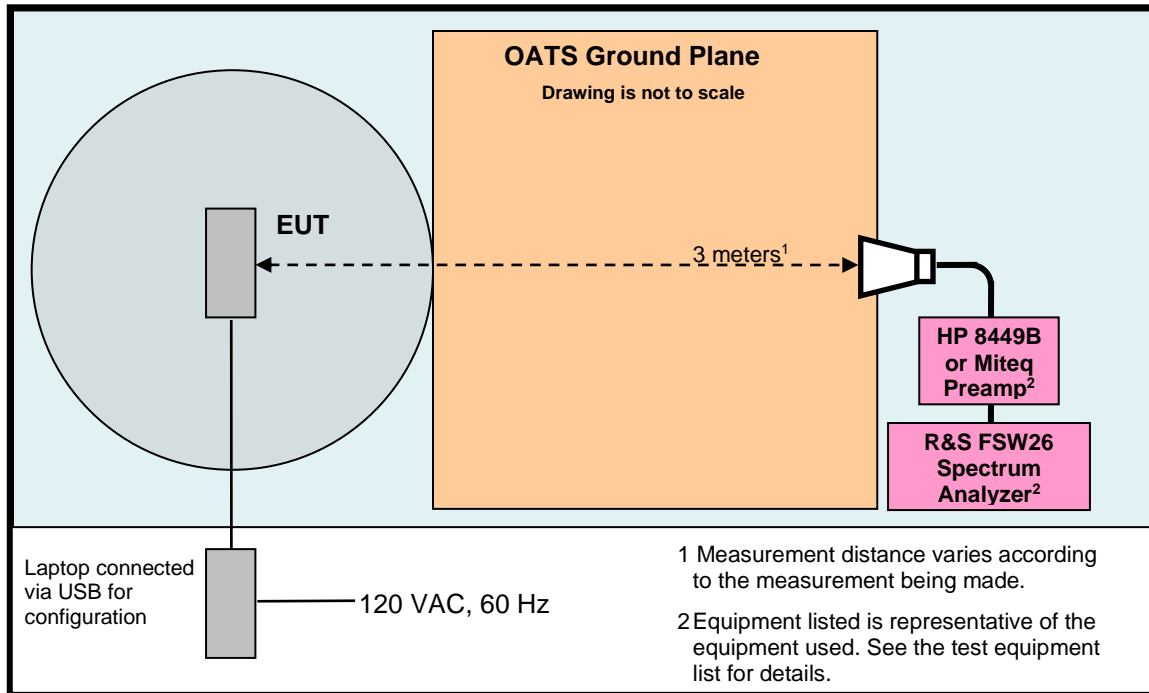 OATS Ground Plane
Drawing is not to scale
EUT
3 meters¹
HP 8449B
or Miteq
Preamp²
R&S FSW26
Spectrum
Analyzer²
Laptop connected
via USB for
configuration
120 VAC, 60 Hz
1 Measurement distance varies according
to the measurement being made.
2 Equipment listed is representative of the
equipment used. See the test equipment
list for details.